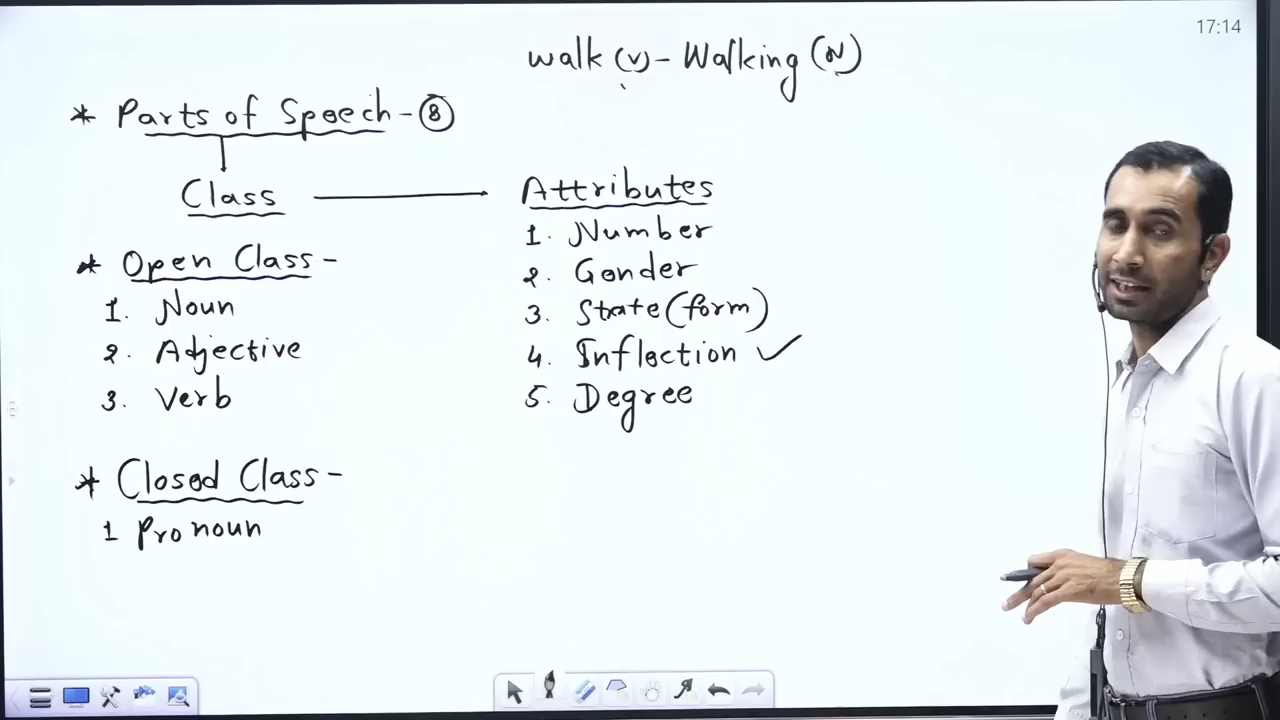 17:14
walk (v) - Walking (N)
* Parts of Speech - 8
Class
Attributes
1. Number
2. Gender
3. State (form)
4. Inflection ✓
5. Degree
* Open Class -
1. Noun
2. Adjective
3. Verb
* Closed Class -
1 Pronoun